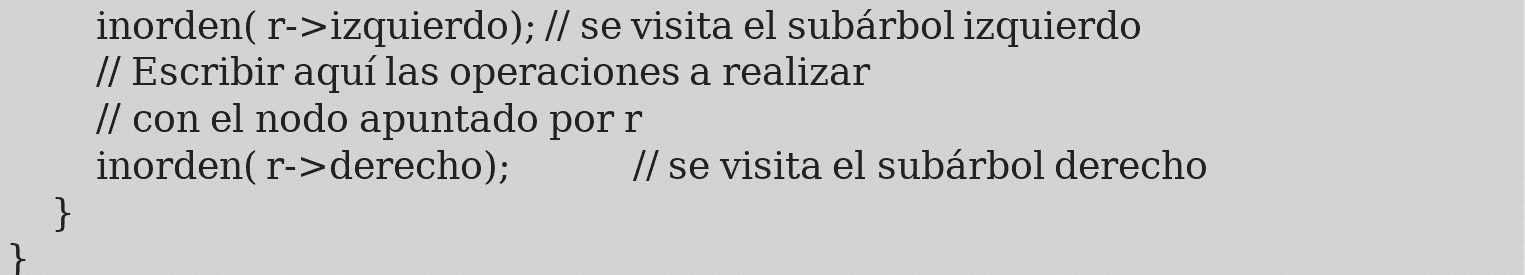 inorden( r->izquierdo); // se visita el subárbol izquierdo
// Escribir aquí las operaciones a realizar
// con el nodo apuntado por r
inorden( r->derecho); // se visita el subárbol derecho
}
}